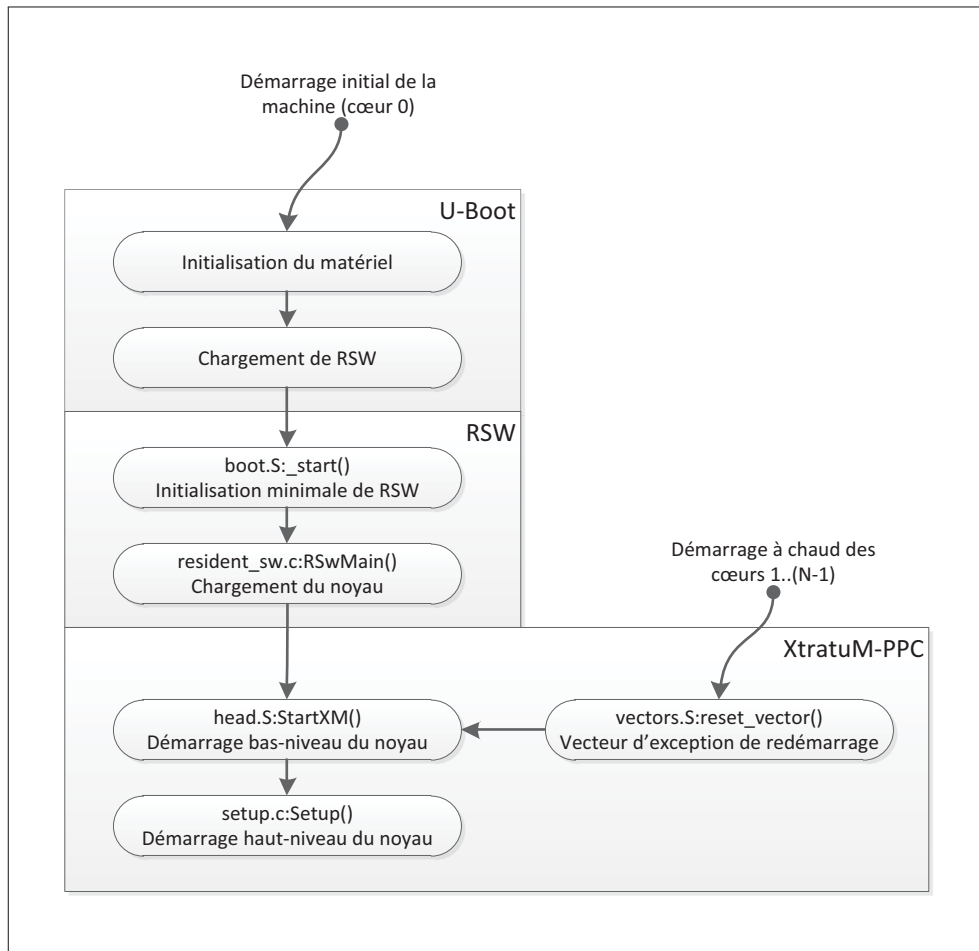 Démarrage initial de la
machine (cœur 0)
U-Boot
Initialisation du matériel
Chargement de RSW
RSW
boot.S:_start()
Initialisation minimale de RSW
resident_sw.c:RSwMain()
Chargement du noyau
Démarrage à chaud des
cœurs 1..(N-1)
XtratuM-PPC
head.S:StartXM()
Démarrage bas-niveau du noyau
vectors.S:reset_vector()
Vecteur d’exception de redémarrage
setup.c:Setup()
Démarrage haut-niveau du noyau